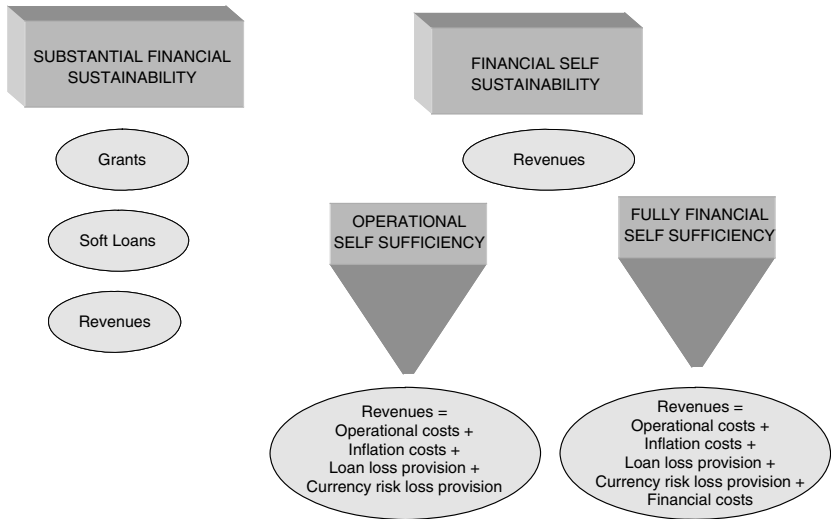 SUBSTANTIAL FINANCIAL
SUSTAINABILITY
Grants
Soft Loans
Revenues
FINANCIAL SELF
SUSTAINABILITY
Revenues
OPERATIONAL
SELF SUFFICIENCY
Revenues =
Operational costs +
Inflation costs +
Loan loss provision +
Currency risk loss provision
FULLY FINANCIAL
SELF SUFFICIENCY
Revenues =
Operational costs +
Inflation costs +
Loan loss provision +
Currency risk loss provision +
Financial costs